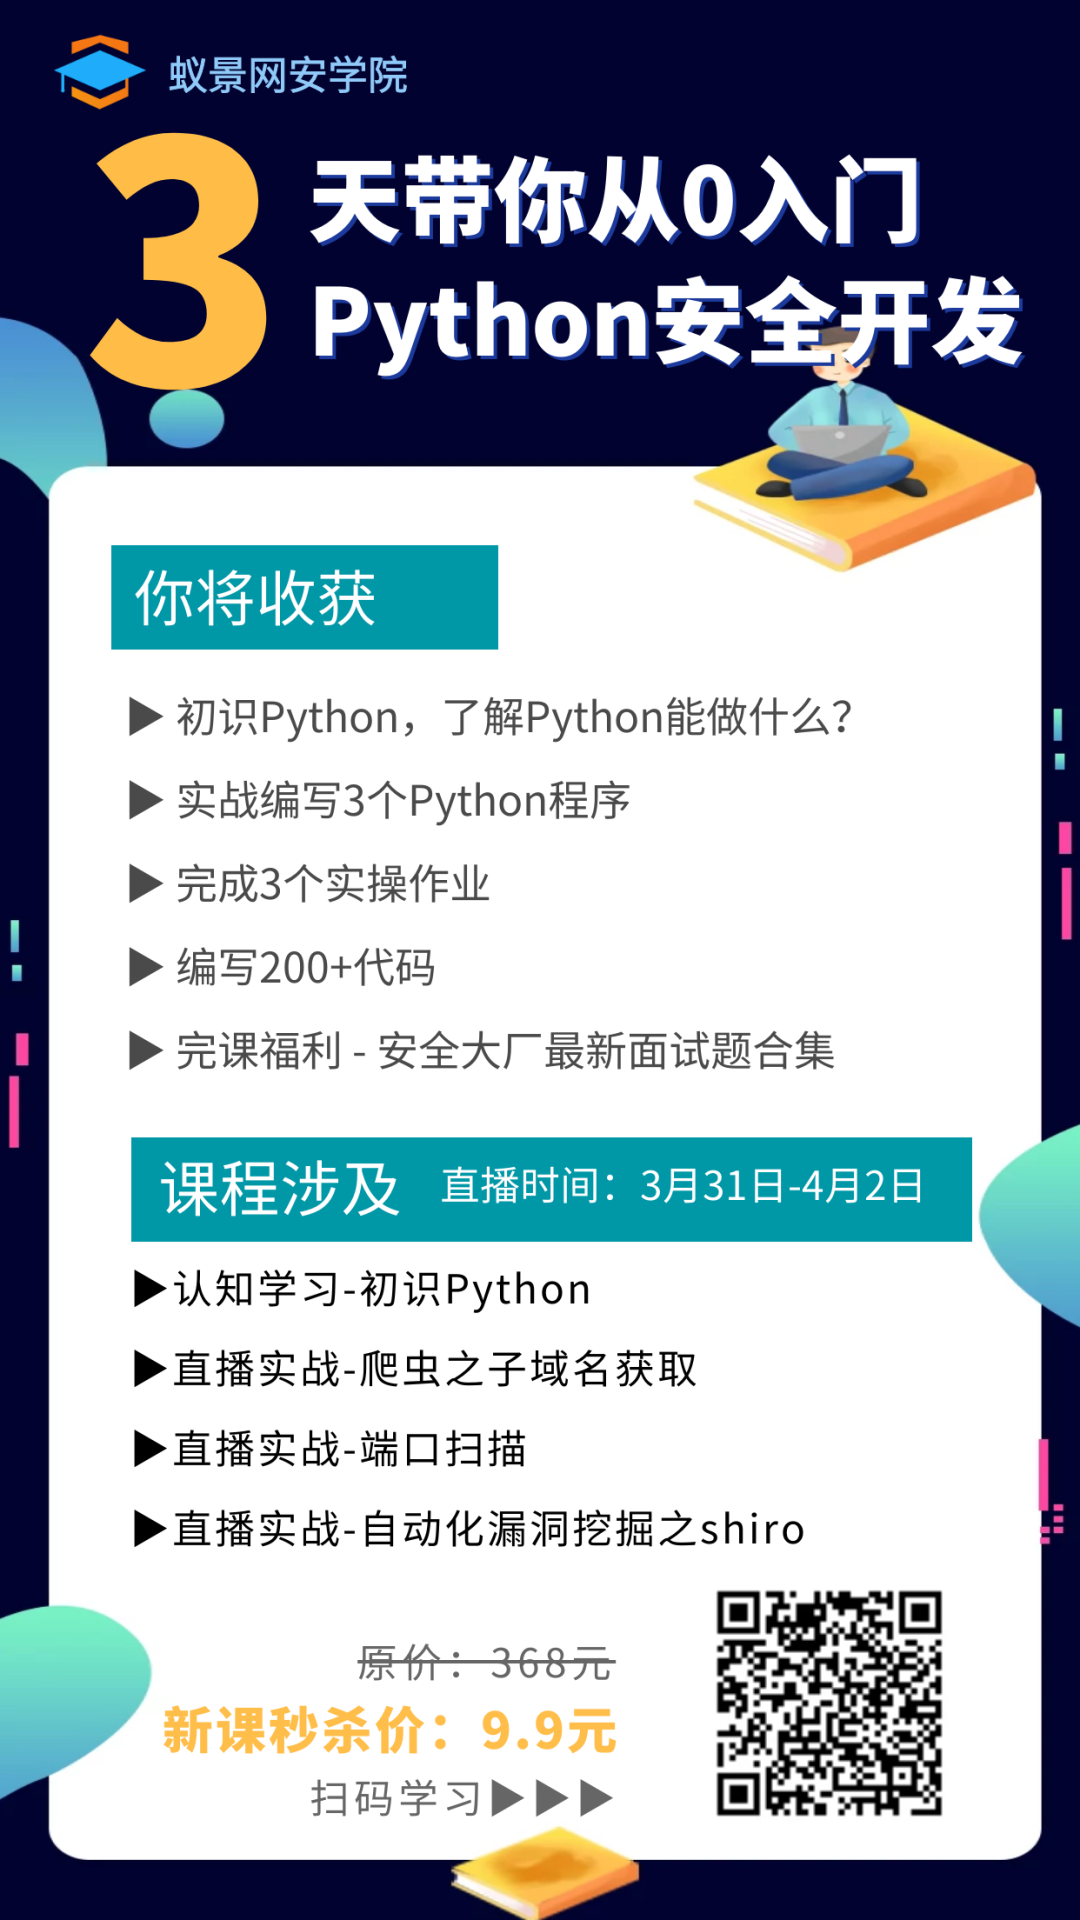 蚁景网安学院
3
天带你从0入门
Python安全开发
你将收获
▶ 初识Python，了解Python能做什么？
▶ 实战编写3个Python程序
▶ 完成3个实操作业
▶ 编写200+代码
▶ 完课福利 - 安全大厂最新面试题合集
课程涉及 直播时间：3月31日-4月2日
▶认知学习-初识Python
▶直播实战-爬虫之子域名获取
▶直播实战-端口扫描
▶直播实战-自动化漏洞挖掘之shiro
原价：368元
新课秒杀价：9.9元
扫码学习▶▶▶